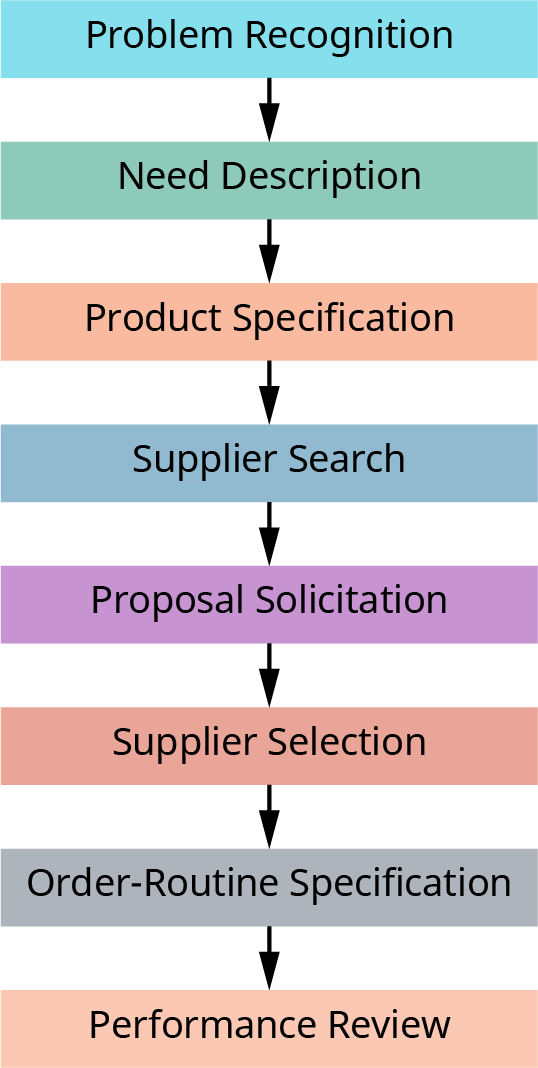 Problem Recognition
Need Description
Product Specification
Supplier Search
Proposal Solicitation
Supplier Selection
Order-Routine Specification
Performance Review